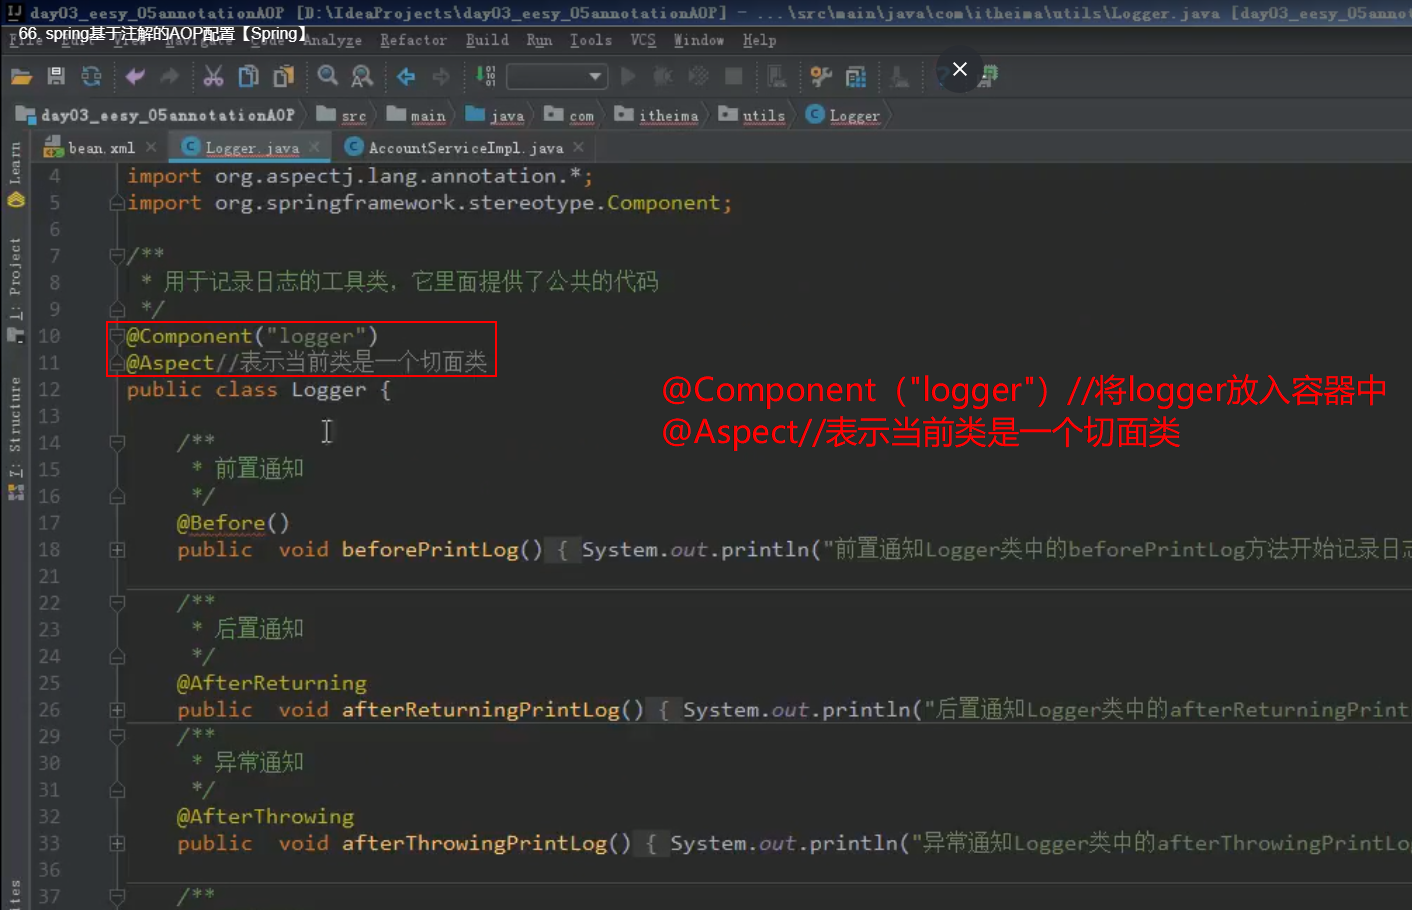 day03_eesy_05annotationAOP [D:\IdeaProjects\day03_eesy_05annotationAOP] - ...\src\main\java\com\itheima\utils\Logger.java [day03_eesy_05annot
66. spring基于注解的AOP配置【Spring】
File Edit View Analyze Refactor Build Run Tools VCS Window Help
day03_eesy_05annotationAOP src main java com itheima utils Logger
bean.xml Logger.java AccountServiceImpl.java
Learn
1: Project
7: Structure
4 import org.aspectj.lang.annotation.*;
5 import org.springframework.stereotype.Component;
6
7 /**
8 * 用于记录日志的工具类，它里面提供了公共的代码
9 */
10 @Component("logger")
11 @Aspect//表示当前类是一个切面类
12 public class Logger {
13
14 /**
15 * 前置通知
16 */
17 @Before()
18 public void beforePrintLog() { System.out.println("前置通知Logger类中的beforePrintLog方法开始记录日志
21
22 /**
23 * 后置通知
24 */
25 @AfterReturning
26 public void afterReturningPrintLog() { System.out.println("后置通知Logger类中的afterReturningPrint
29 /**
30 * 异常通知
31 */
32 @AfterThrowing
33 public void afterThrowingPrintLog() { System.out.println("异常通知Logger类中的afterThrowingPrintLo
36
37 /**
@Component（"logger"）//将logger放入容器中
@Aspect//表示当前类是一个切面类